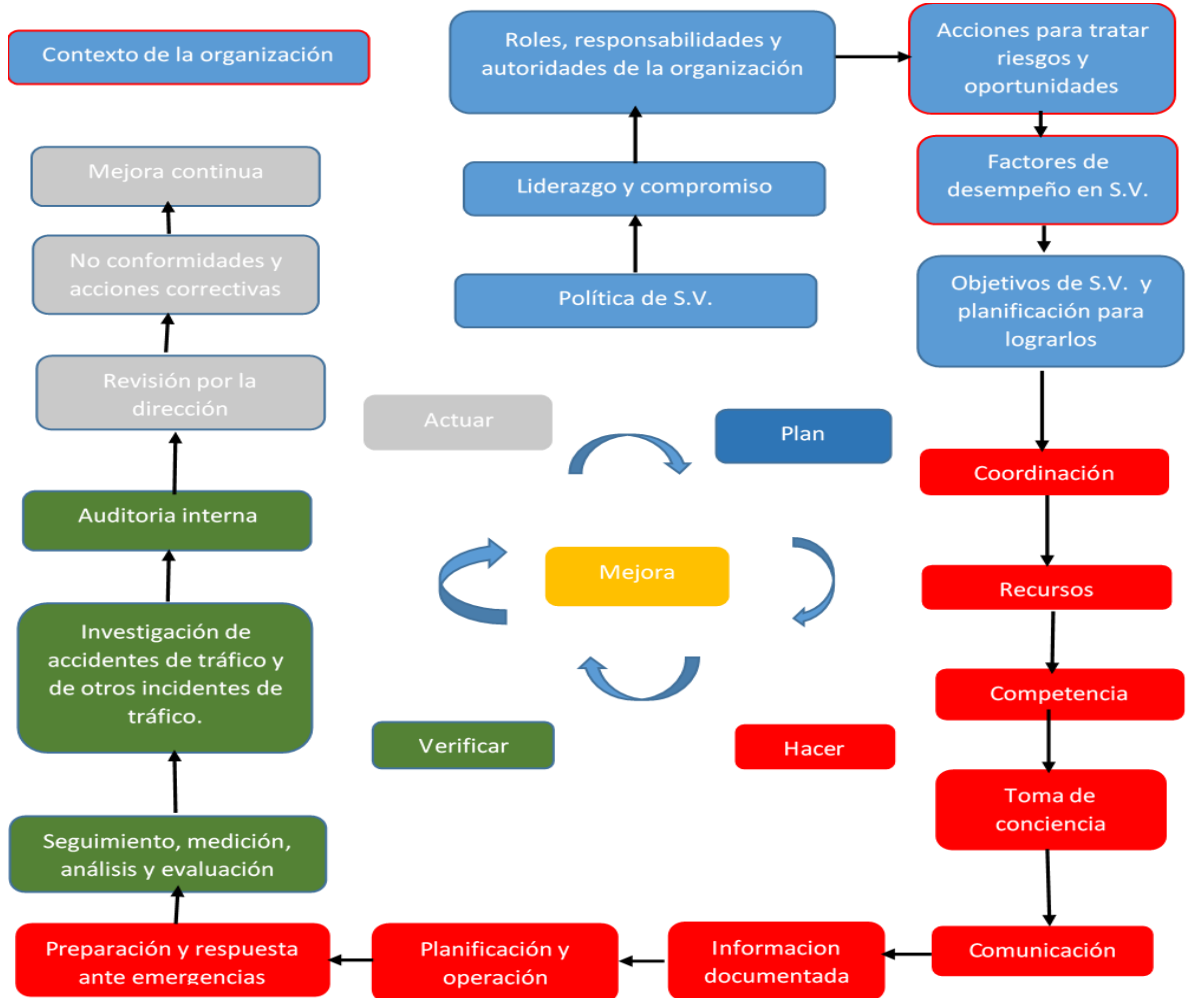 Contexto de la organización
Roles, responsabilidades y
autoridades de la organización
Acciones para tratar
riesgos y
oportunidades
Mejora continua
Liderazgo y compromiso
Factores de
desempeño en S.V.
No conformidades y
acciones correctivas
Política de S.V.
Objetivos de S.V. y
planificación para
lograrlos
Revisión por la
dirección
Actuar
Plan
Coordinación
Auditoria interna
Mejora
Recursos
Investigación de
accidentes de tráfico y
de otros incidentes de
tráfico.
Competencia
Verificar
Hacer
Toma de
conciencia
Seguimiento, medición,
análisis y evaluación
Preparación y respuesta
ante emergencias
Planificación y
operación
Informacion
documentada
Comunicación